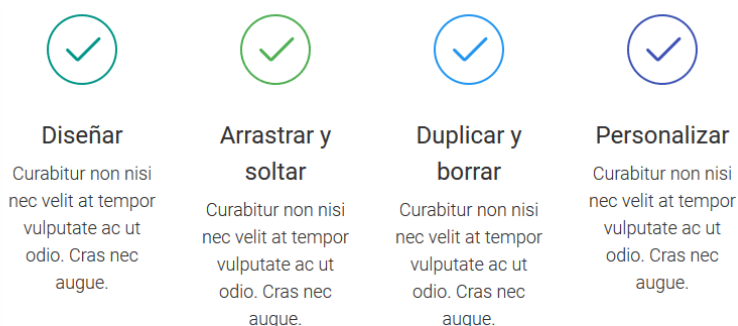 Diseñar
Curabitur non nisi
nec velit at tempor
vulputate ac ut
odio. Cras nec
augue.
Arrastrar y
soltar
Curabitur non nisi
nec velit at tempor
vulputate ac ut
odio. Cras nec
augue.
Duplicar y
borrar
Curabitur non nisi
nec velit at tempor
vulputate ac ut
odio. Cras nec
augue.
Personalizar
Curabitur non nisi
nec velit at tempor
vulputate ac ut
odio. Cras nec
augue.